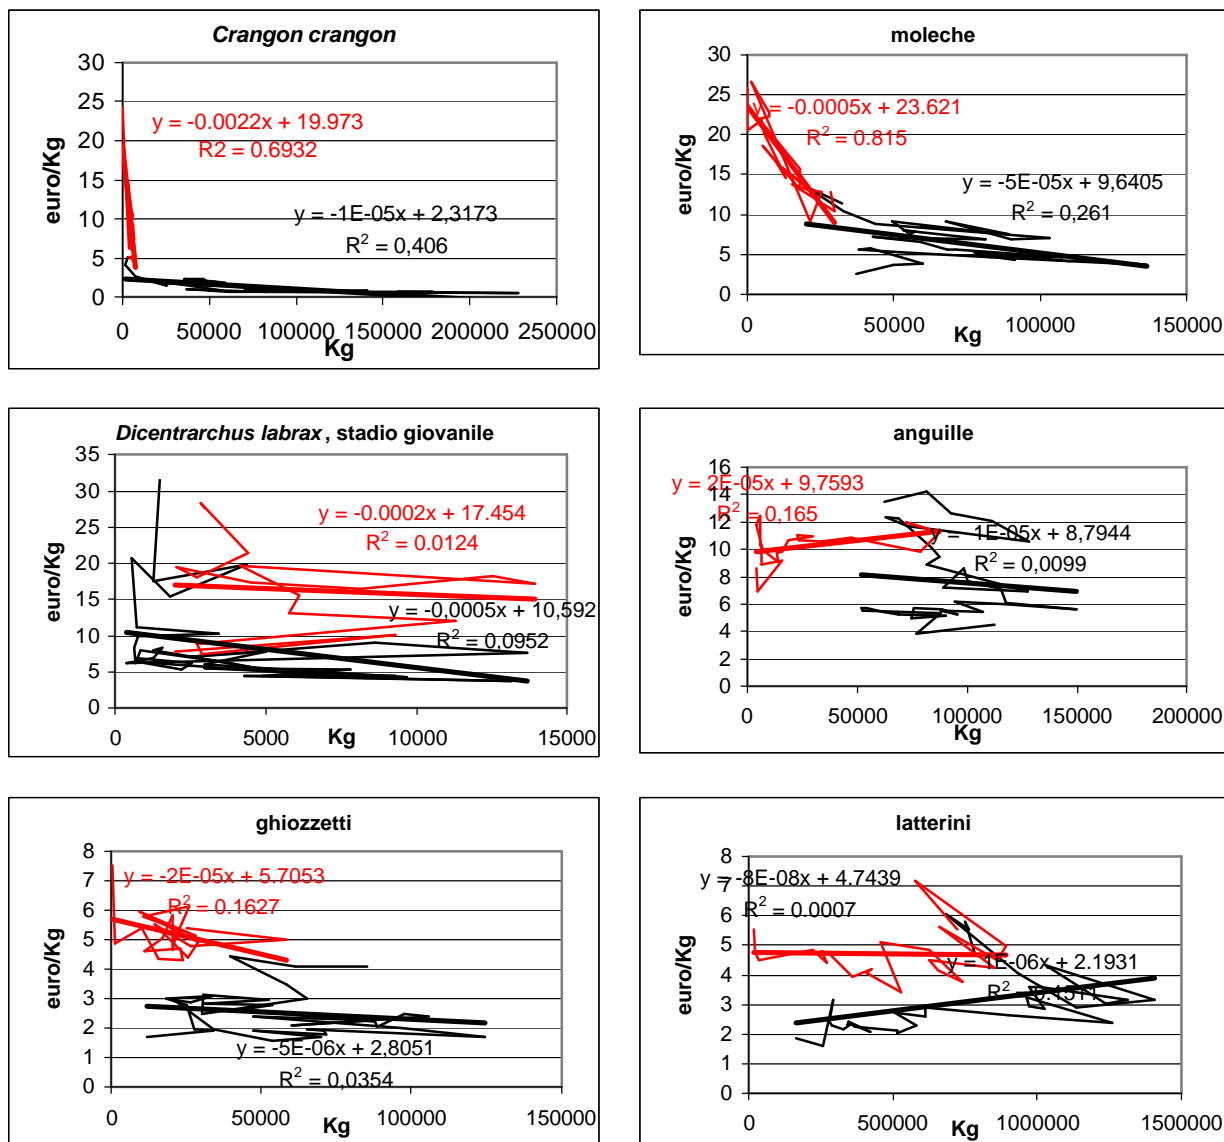 Crangon crangon
30
25
20
15
10
5
0
euro/Kg
y = -0.0022x + 19.973
R2 = 0.6932
y = -1E-05x + 2,3173
R2 = 0,406
0 50000 100000 150000 200000 250000
Kg
moleche
30
25
20
15
10
5
0
euro/Kg
= -0.0005x + 23.621
R2 = 0.815
y = -5E-05x + 9,6405
R2 = 0,261
0 50000 100000 150000
Kg
Dicentrarchus labrax, stadio giovanile
35
30
25
20
15
10
5
0
euro/Kg
y = -0.0002x + 17.454
R2 = 0.0124
y = -0,0005x + 10,592
R2 = 0,0952
0 5000 10000 15000
Kg
anguille
16
14
12
10
8
6
4
2
0
euro/Kg
y = 2E-05x + 9,7593
R2 = 0,165
y = 1E-05x + 8,7944
R2 = 0,0099
0 50000 100000 150000 200000
Kg
ghiozzetti
8
7
6
5
4
3
2
1
0
euro/Kg
y = -2E-05x + 5.7053
R2 = 0.1627
y = -5E-06x + 2,8051
R2 = 0,0354
0 50000 100000 150000
Kg
latterini
8
7
6
5
4
3
2
1
0
euro/Kg
y = -8E-08x + 4.7439
R2 = 0.0007
y = 1E-06x + 2.1931
R2
0 500000 1000000 1500000
Kg